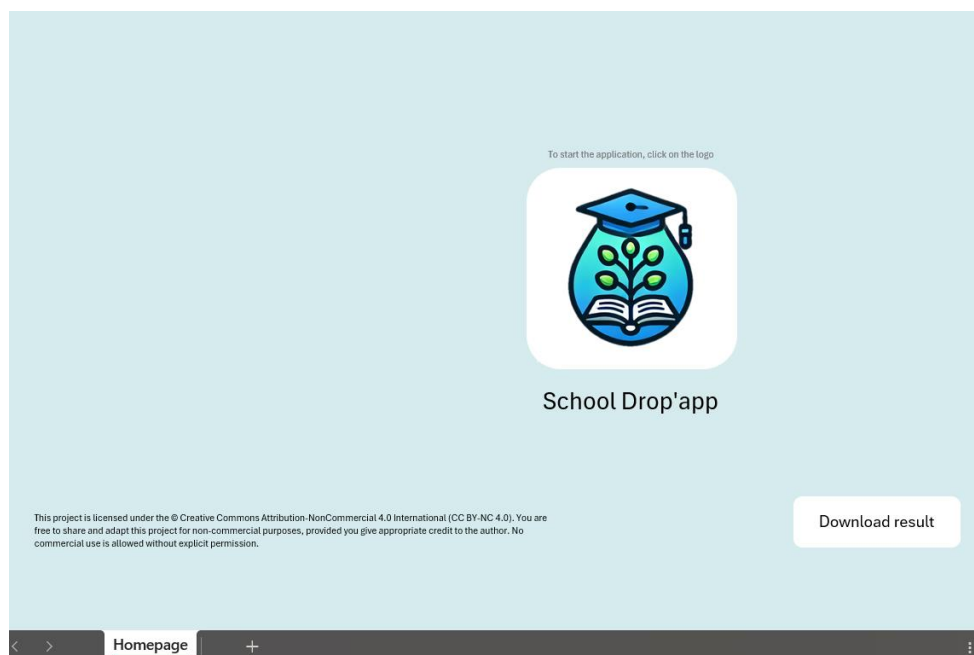 To start the application, click on the logo
School Drop'app
This project is licensed under the © Creative Commons Attribution-NonCommercial 4.0 International (CC BY-NC 4.0). You are
free to share and adapt this project for non-commercial purposes, provided you give appropriate credit to the author. No
commercial use is allowed without explicit permission.
Download result
Homepage